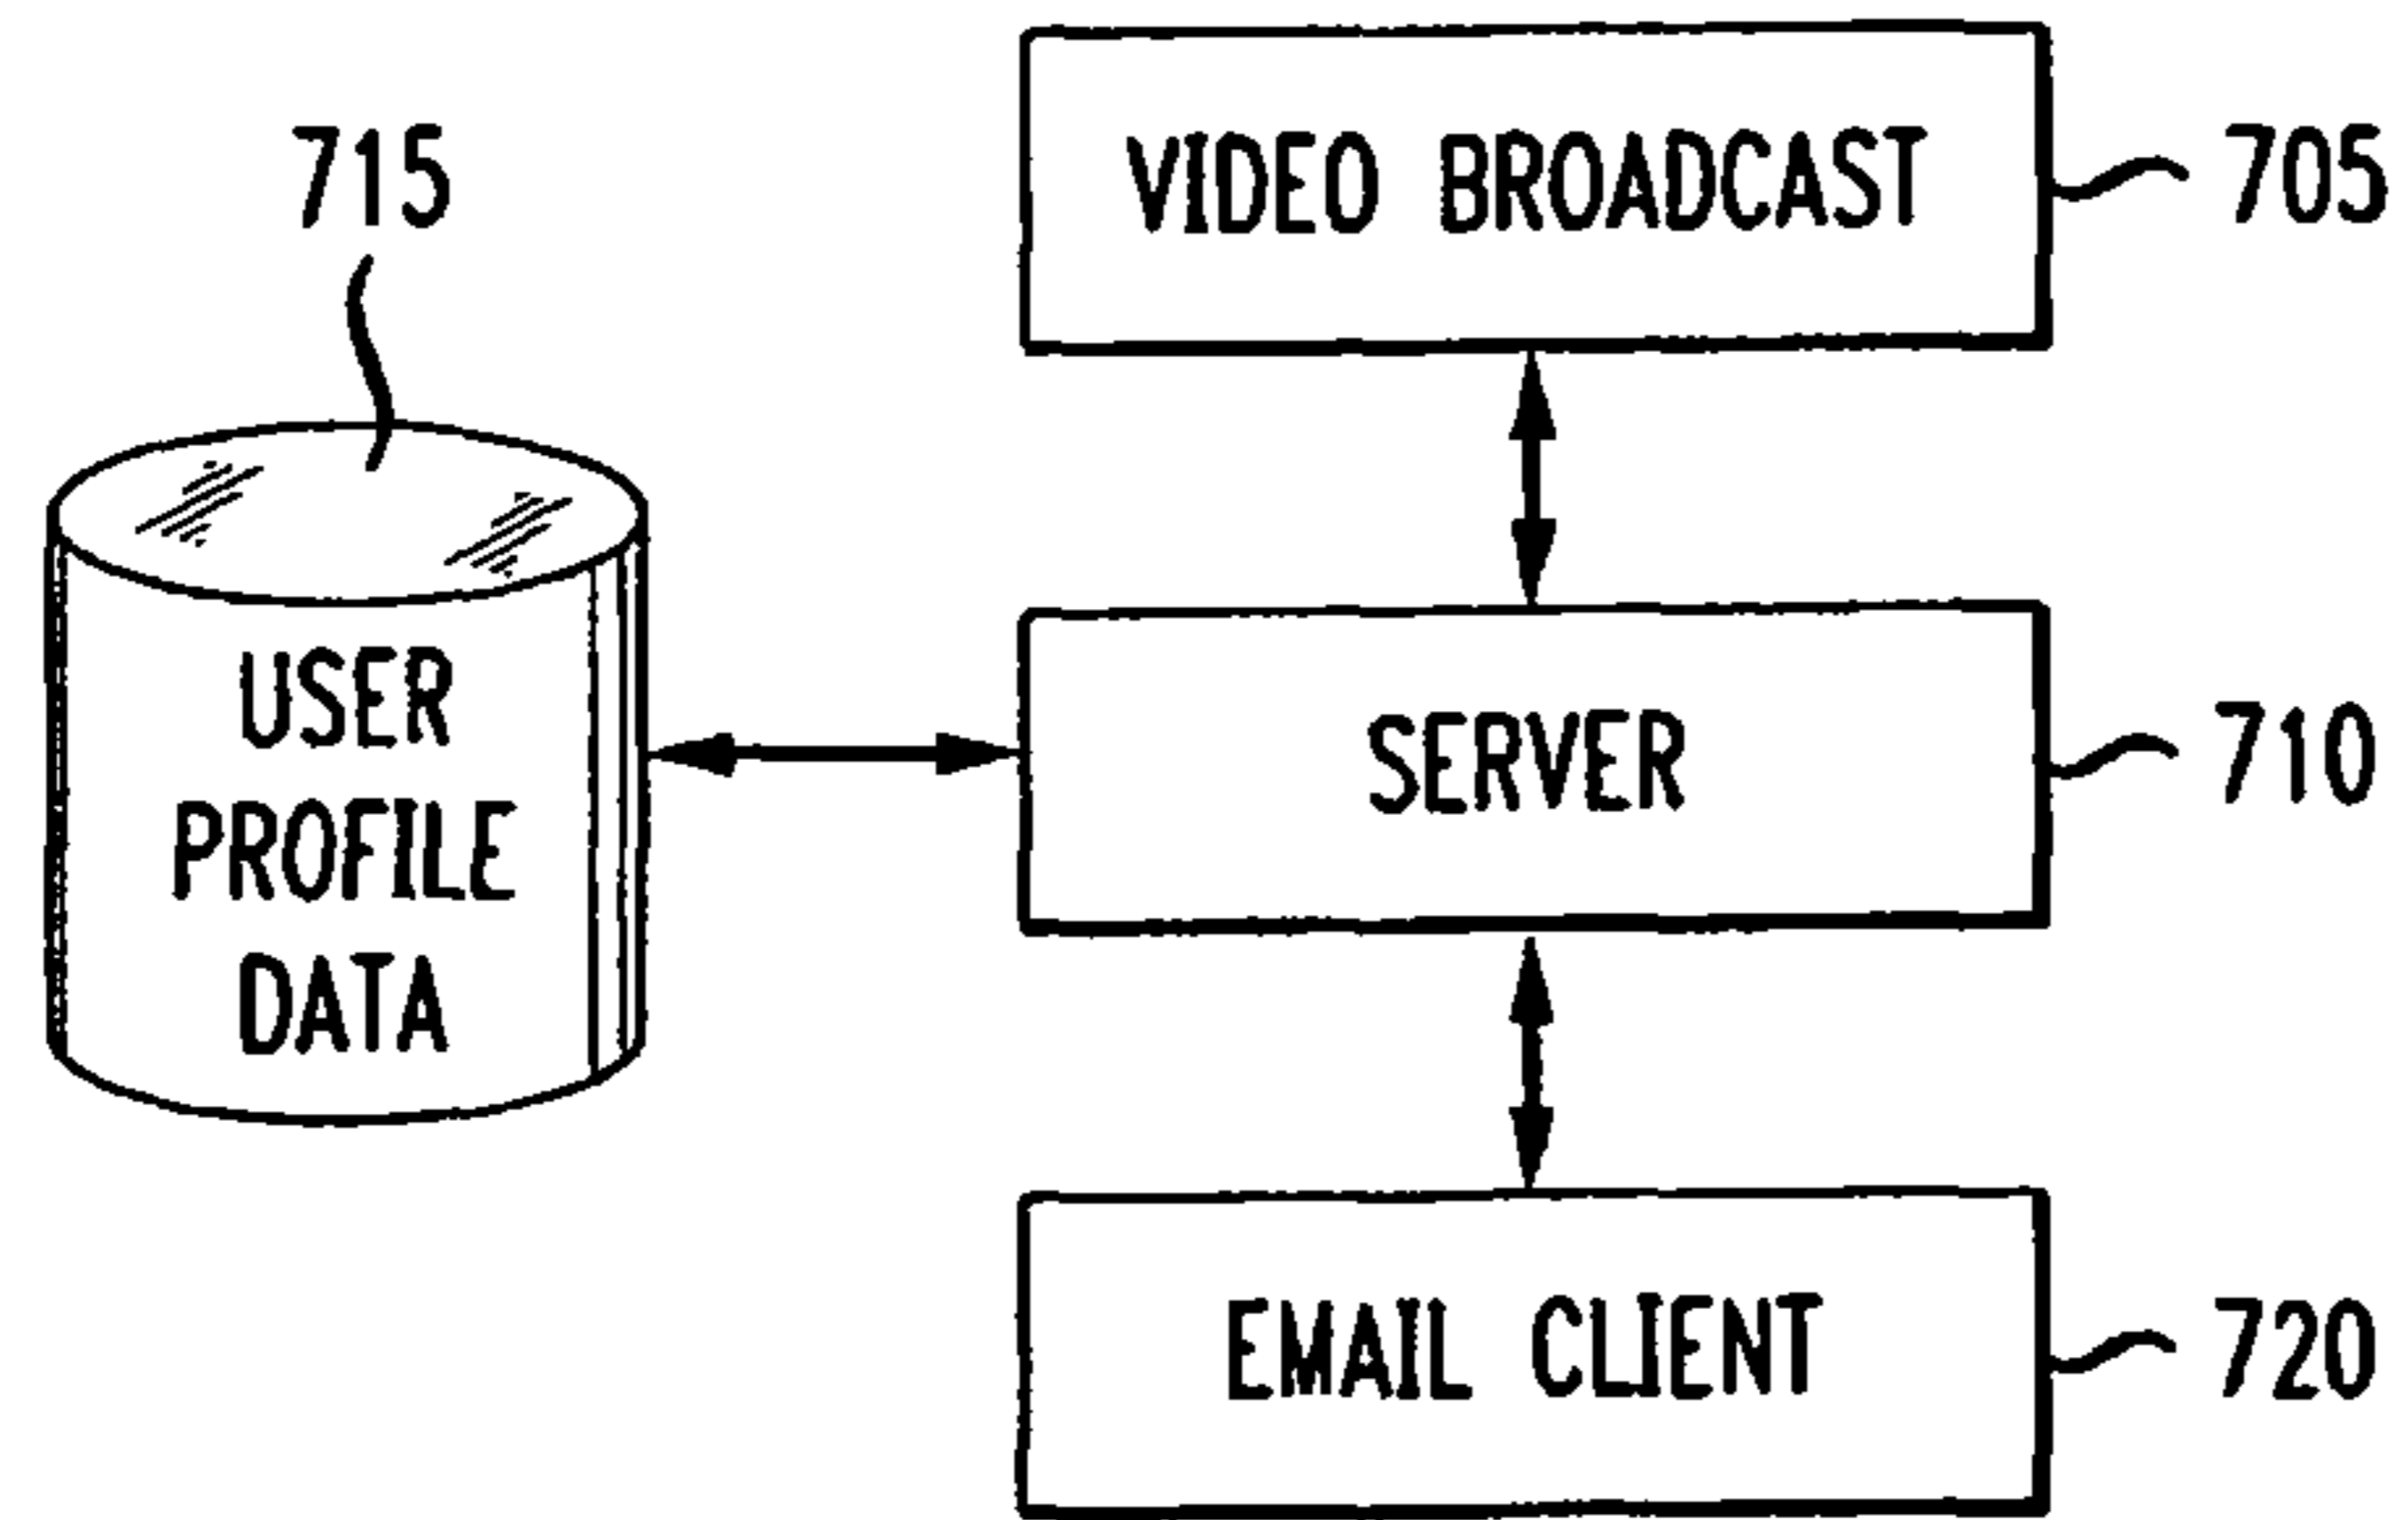 715
USER
PROFILE
DATA
VIDEO BROADCAST
705
SERVER
710
EMAIL CLIENT
720